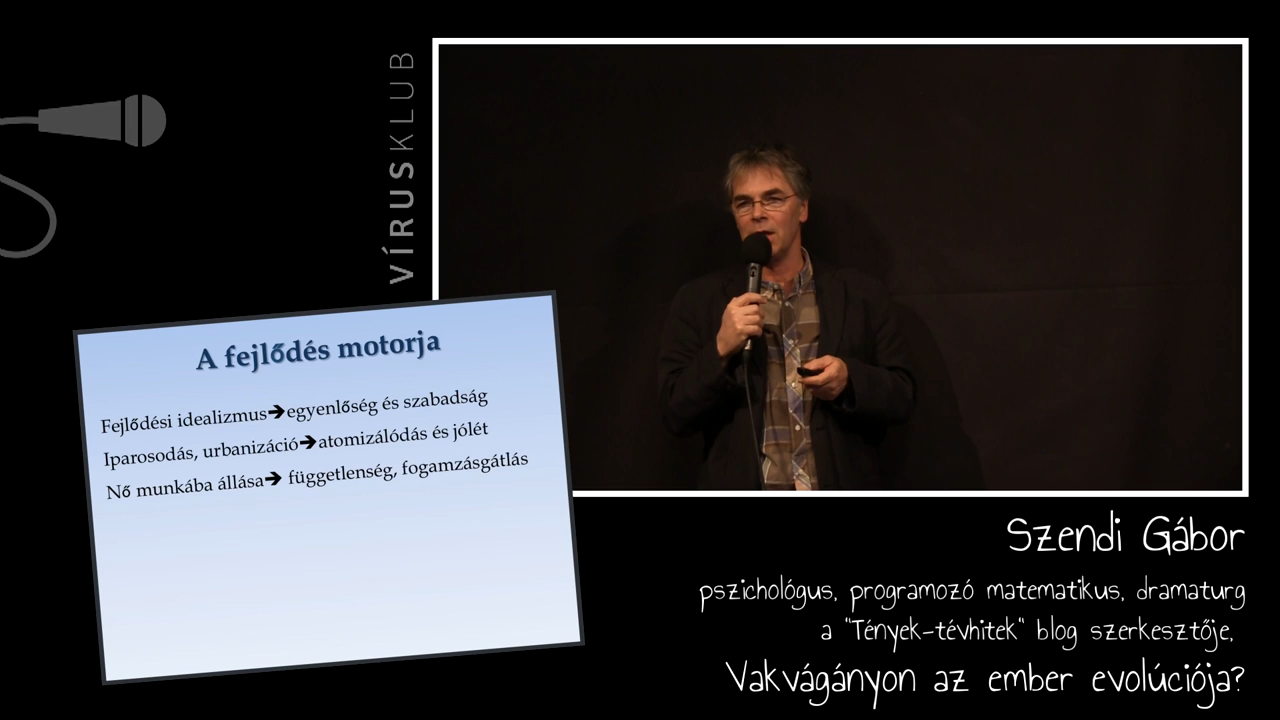 VÍRUSKLUB
A fejlődés motorja
Fejlődési idealizmus➔egyenlőség és szabadság
Iparosodás, urbanizáció➔atomizálódás és jólét
Nő munkába állása➔ függetlenség, fogamzásgátlás
Szendi Gábor
pszichológus, programozó matematikus, dramaturg
a "Tények-tévhitek" blog szerkesztője,
Vakvágányon az ember evolúciója?